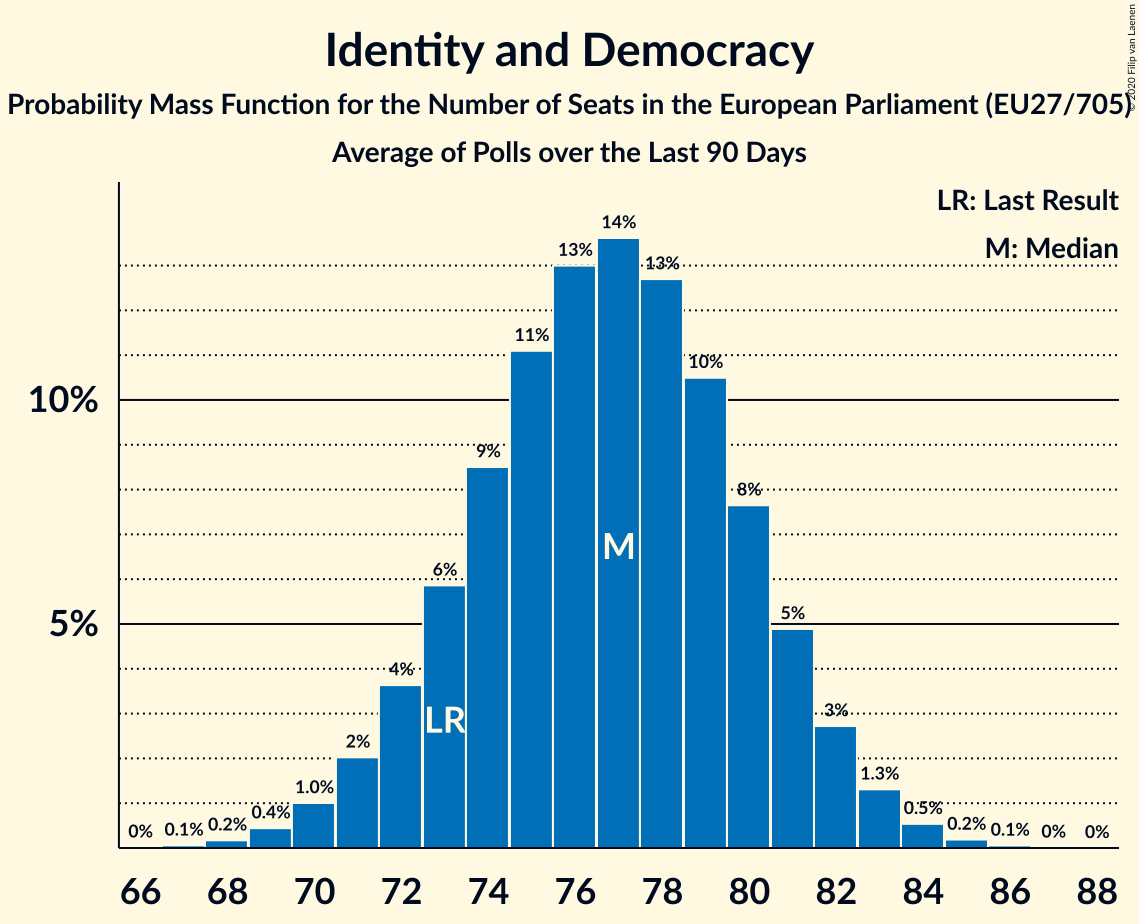 © 2020 Filip van Laenen
Identity and Democracy
Probability Mass Function for the Number of Seats in the European Parliament (EU27/705)
Average of Polls over the Last 90 Days
LR: Last Result
M: Median
10%
5%
0%
0.1%
0.2%
0.4%
1.0%
2%
4%
6%
9%
11%
13%
14%
13%
10%
8%
5%
3%
1.3%
0.5%
0.2%
0.1%
0%
0%
LR
M
66 68 70 72 74 76 78 80 82 84 86 88